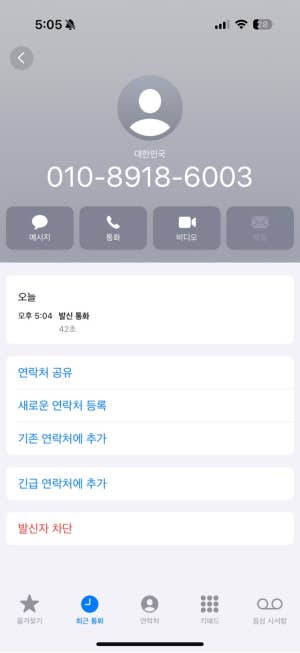 5:05
28
대한민국
010-8918-6003
메시지
통화
비디오
메일
오늘
오후 5:04 발신 통화
42초
연락처 공유
새로운 연락처 등록
기존 연락처에 추가
긴급 연락처에 추가
발신자 차단
즐겨찾기
최근 통화
연락처
키패드
음성 사서함